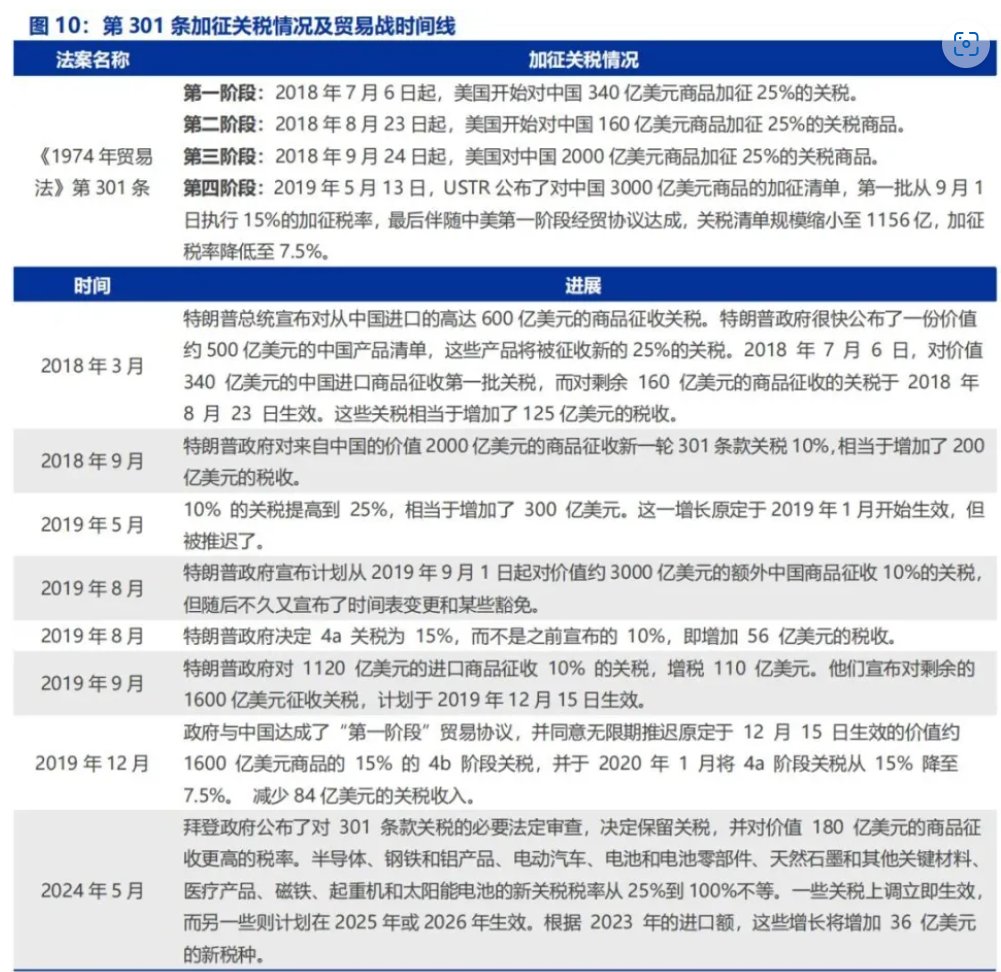 图 10：第 301 条加征关税情况及贸易战时间线
法案名称 加征关税情况
《1974 年贸易法》第 301 条
第一阶段：2018 年 7 月 6 日起，美国开始对中国 340 亿美元商品加征 25%的关税。
第二阶段：2018 年 8 月 23 日起，美国开始对中国 160 亿美元商品加征 25%的关税商品。
第三阶段：2018 年 9 月 24 日起，美国对中国 2000 亿美元商品加征 25%的关税商品。
第四阶段：2019 年 5 月 13 日，USTR 公布了对中国 3000 亿美元商品的加征清单，第一批从 9 月 1
日执行 15%的加征税率，最后伴随中美第一阶段经贸协议达成，关税清单规模缩小至 1156 亿，加征
税率降低至 7.5%。
时间 进展
2018 年 3 月
特朗普总统宣布对从中国进口的高达 600 亿美元的商品征收关税。特朗普政府很快公布了一份价值
约 500 亿美元的中国产品清单，这些产品将被征收新的 25%的关税。2018 年 7 月 6 日，对价值
340 亿美元的中国进口商品征收第一批关税，而对剩余 160 亿美元的商品征收的关税于 2018 年
8 月 23 日生效。这些关税相当于增加了 125 亿美元的税收。
2018 年 9 月
特朗普政府对来自中国的价值 2000 亿美元的商品征收新一轮 301 条款关税 10%，相当于增加了 200
亿美元的税收。
2019 年 5 月
10% 的关税提高到 25%，相当于增加了 300 亿美元。这一增长原定于 2019 年 1 月开始生效，但
被推迟了。
2019 年 8 月
特朗普政府宣布计划从 2019 年 9 月 1 日起对价值约 3000 亿美元的额外中国商品征收 10%的关税，
但随后不久又宣布了时间表变更和某些豁免。
2019 年 8 月 特朗普政府决定 4a 关税为 15%，而不是之前宣布的 10%，即增加 56 亿美元的税收。
2019 年 9 月
特朗普政府对 1120 亿美元的进口商品征收 10% 的关税，增税 110 亿美元。他们宣布对剩余的
1600 亿美元征收关税，计划于 2019 年 12 月 15 日生效。
2019 年 12 月
政府与中国达成了“第一阶段”贸易协议，并同意无限期推迟原定于 12 月 15 日生效的价值约
1600 亿美元商品的 15% 的 4b 阶段关税，并于 2020 年 1 月将 4a 阶段关税从 15% 降至
7.5%。 减少 84 亿美元的关税收入。
2024 年 5 月
拜登政府公布了对 301 条款关税的必要法定审查，决定保留关税，并对价值 180 亿美元的商品征
收更高的税率。半导体、钢铁和铝产品、电动汽车、电池和电池零部件、天然石墨和其他关键材料、
医疗产品、磁铁、起重机和太阳能电池的新关税税率从 25%到 100%不等。一些关税上调立即生效，
而另一些则计划在 2025 年或 2026 年生效。根据 2023 年的进口额，这些增长将增加 36 亿美元
的新税种。